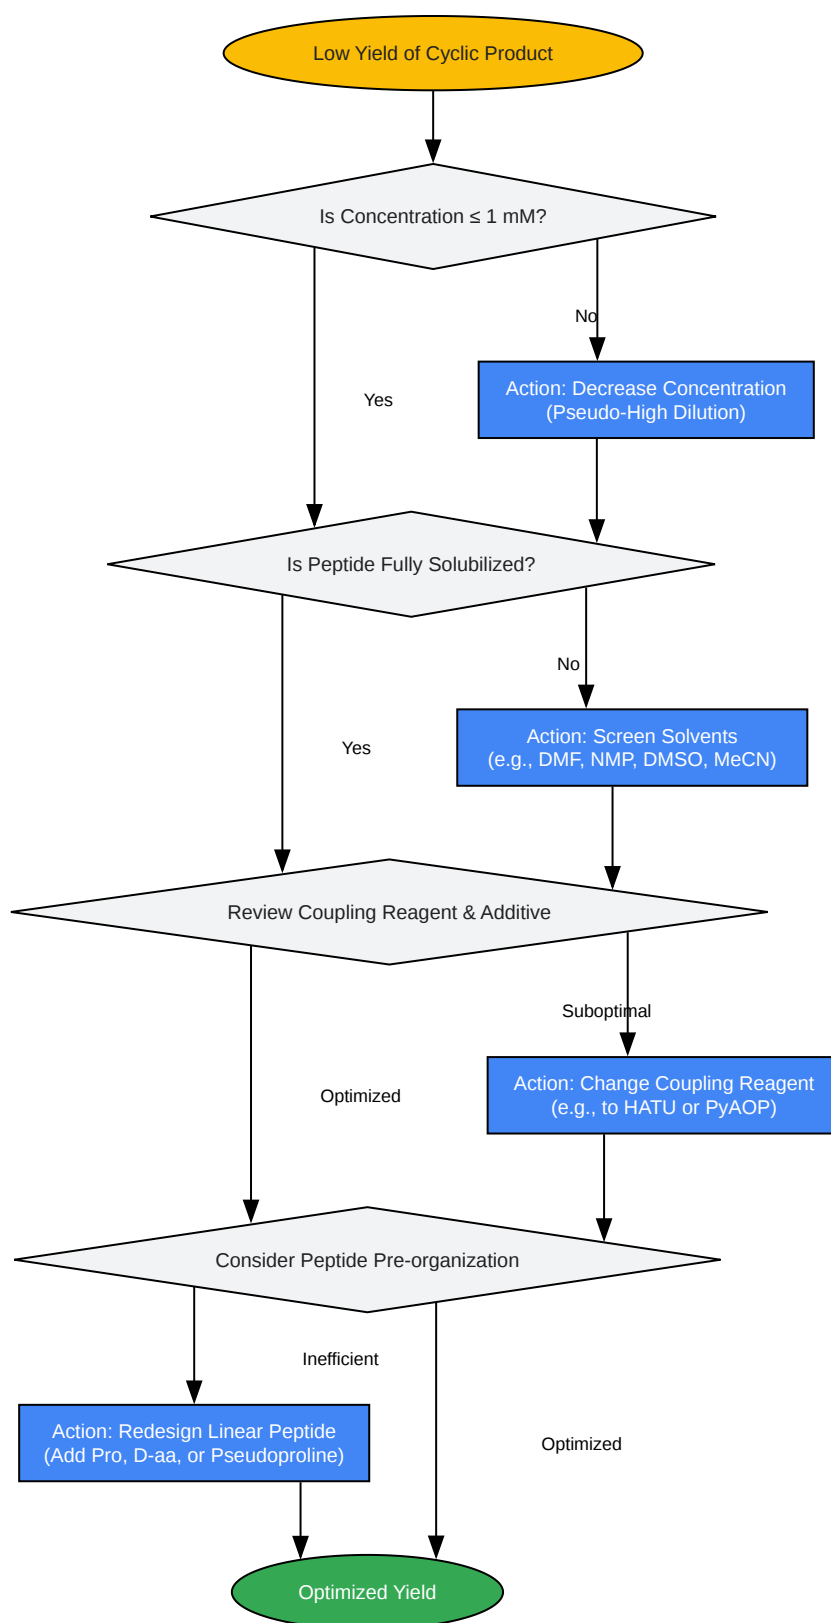 Low Yield of Cyclic Product
Is Concentration ≤ 1 mM?
No
Action: Decrease Concentration
(Pseudo-High Dilution)
Yes
Is Peptide Fully Solubilized?
No
Action: Screen Solvents
(e.g., DMF, NMP, DMSO, MeCN)
Yes
Review Coupling Reagent & Additive
Suboptimal
Action: Change Coupling Reagent
(e.g., to HATU or PyAOP)
Optimized
Consider Peptide Pre-organization
Inefficient
Action: Redesign Linear Peptide
(Add Pro, D-aa, or Pseudoproline)
Optimized
Optimized Yield